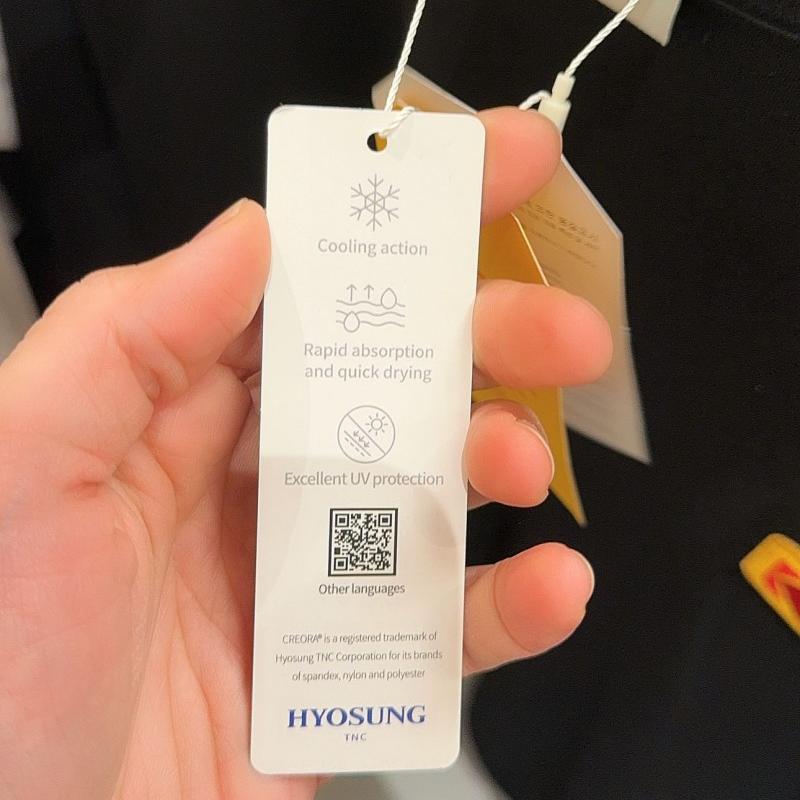 Cooling action
Rapid absorption
and quick drying
Excellent UV protection
Other languages
CREORA® is a registered trademark of
Hyosung TNC Corporation for its brands
of spandex, nylon and polyester
HYOSUNG
TNC